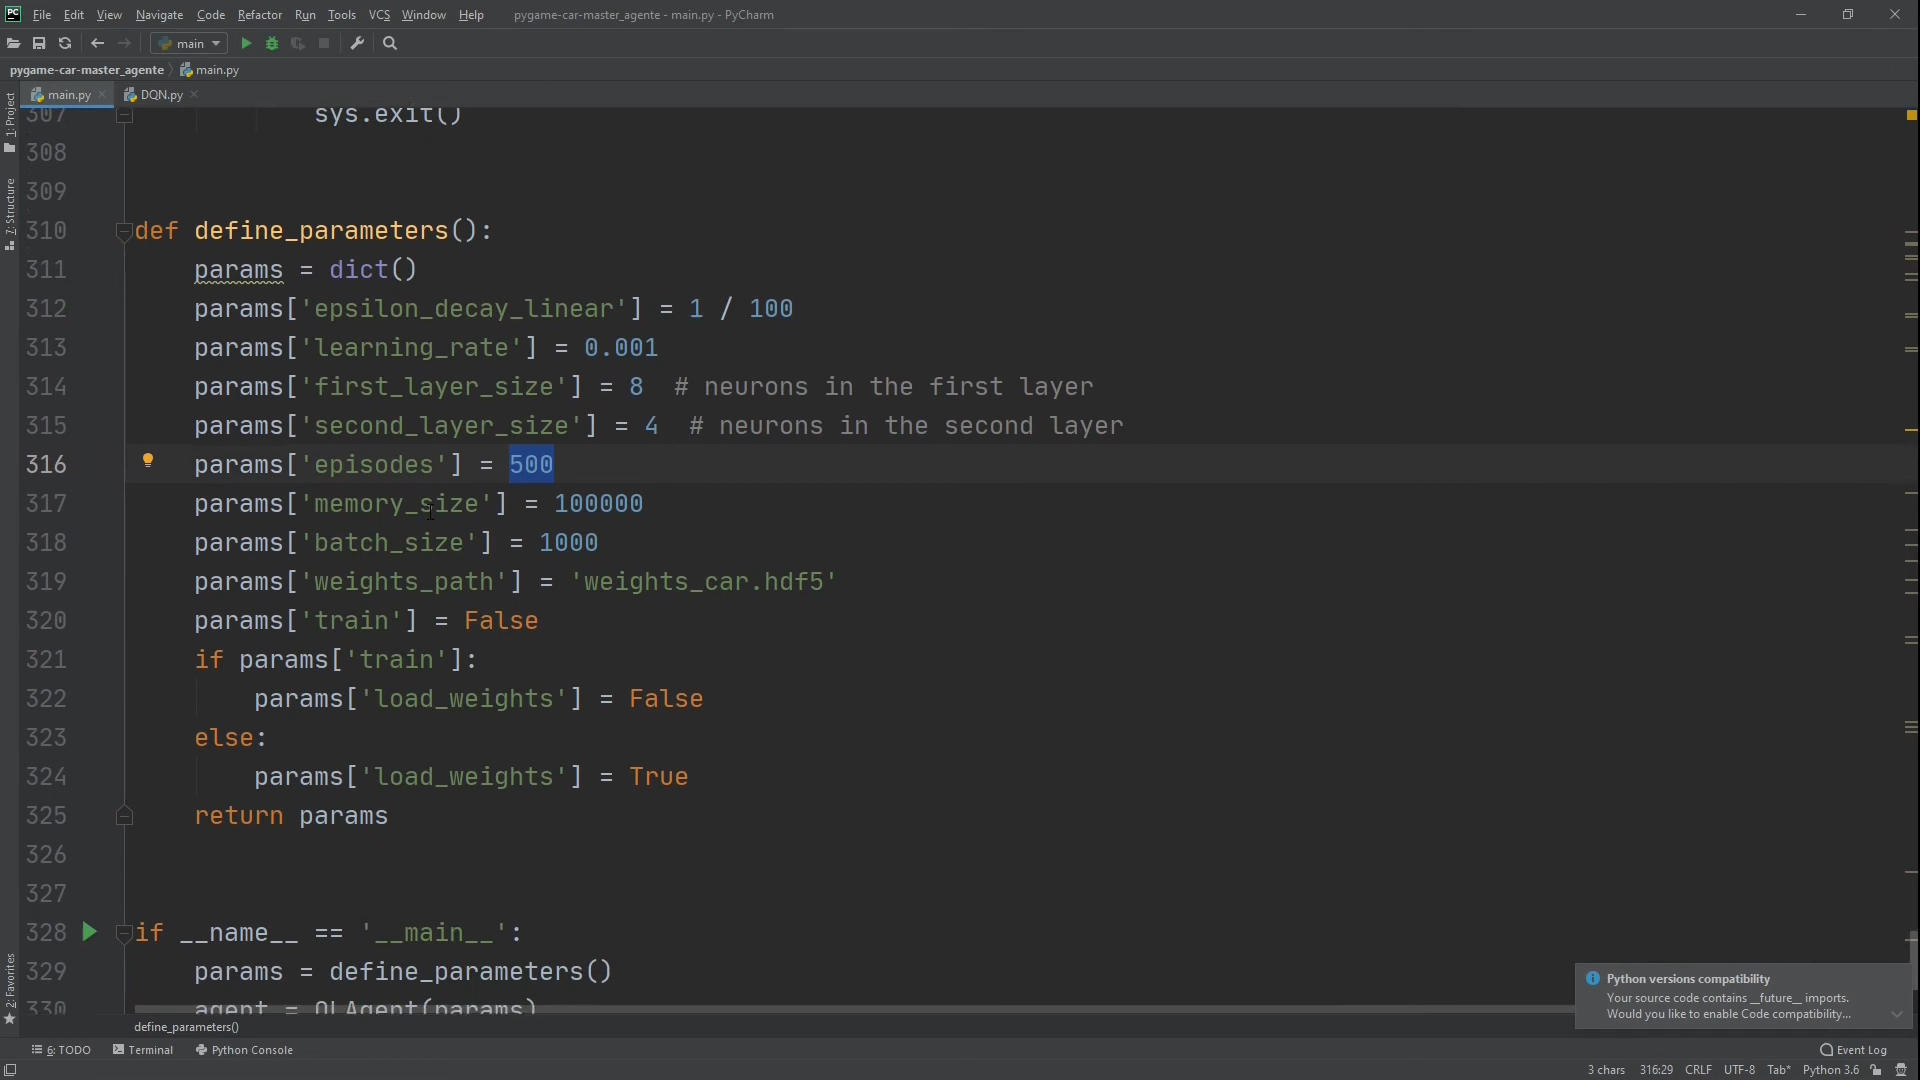 File Edit View Navigate Code Refactor Run Tools VCS Window Help pygame-car-master_agente - main.py - PyCharm
main
pygame-car-master_agente main.py
main.py DQN.py
1: Project
7: Structure
2: Favorites
307 sys.exit()
308
309
310 def define_parameters():
311 params = dict()
312 params['epsilon_decay_linear'] = 1 / 100
313 params['learning_rate'] = 0.001
314 params['first_layer_size'] = 8 # neurons in the first layer
315 params['second_layer_size'] = 4 # neurons in the second layer
316 params['episodes'] = 500
317 params['memory_size'] = 100000
318 params['batch_size'] = 1000
319 params['weights_path'] = 'weights_car.hdf5'
320 params['train'] = False
321 if params['train']:
322 params['load_weights'] = False
323 else:
324 params['load_weights'] = True
325 return params
326
327
328 if __name__ == '__main__':
329 params = define_parameters()
330 agent = QLAgent(params)
Python versions compatibility
Your source code contains __future__ imports.
Would you like to enable Code compatibility...
define_parameters()
6: TODO Terminal Python Console Event Log
3 chars 316:29 CRLF UTF-8 Tab* Python 3.6